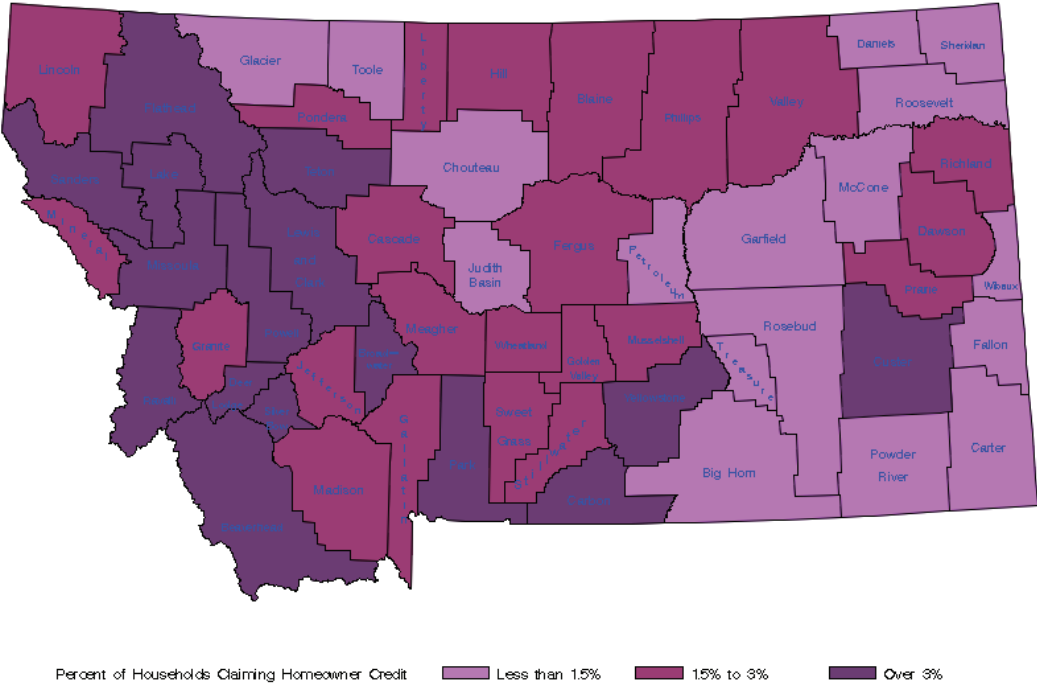 Lincoln
Glacier
Toole
Liberty
Hill
Blaine
Phillips
Valley
Daniels
Sheridan
Roosevelt
Flathead
Pondera
Chouteau
Richland
McCone
Sanders
Lake
Teton
Mineral
Missoula
Lewis
and
Clark
Cascade
Judith
Basin
Fergus
Petroleum
Garfield
Dawson
Prairie
Wibaux
Powell
Granite
Meagher
Wheatland
Golden
Valley
Musselshell
Rosebud
Treasure
Custer
Fallon
Ravalli
Deer
Lodge
Silver
Bow
Jefferson
Gallatin
Park
Sweet
Grass
Stillwater
Yellowstone
Big Horn
Powder
River
Carter
Madison
Carbon
Beaverhead
Percent of Households Claiming Homeowner Credit
Less than 1.5%
1.5% to 3%
Over 3%